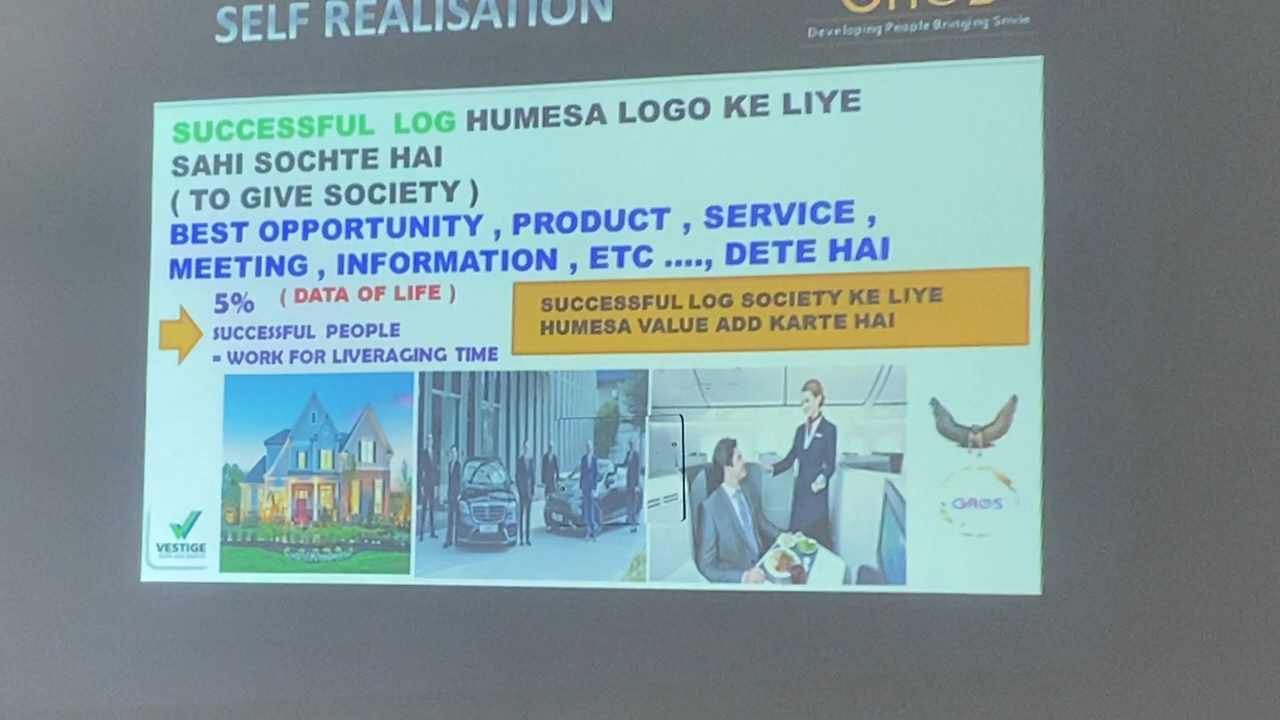 SELF REALISATION
Developing People Bringing Smile
SUCCESSFUL LOG HUMESA LOGO KE LIYE
SAHI SOCHTE HAI
( TO GIVE SOCIETY )
BEST OPPORTUNITY , PRODUCT , SERVICE ,
MEETING , INFORMATION , ETC ...., DETE HAI
5% ( DATA OF LIFE )
SUCCESSFUL PEOPLE
= WORK FOR LIVERAGING TIME
SUCCESSFUL LOG SOCIETY KE LIYE
HUMESA VALUE ADD KARTE HAI
VESTIGE